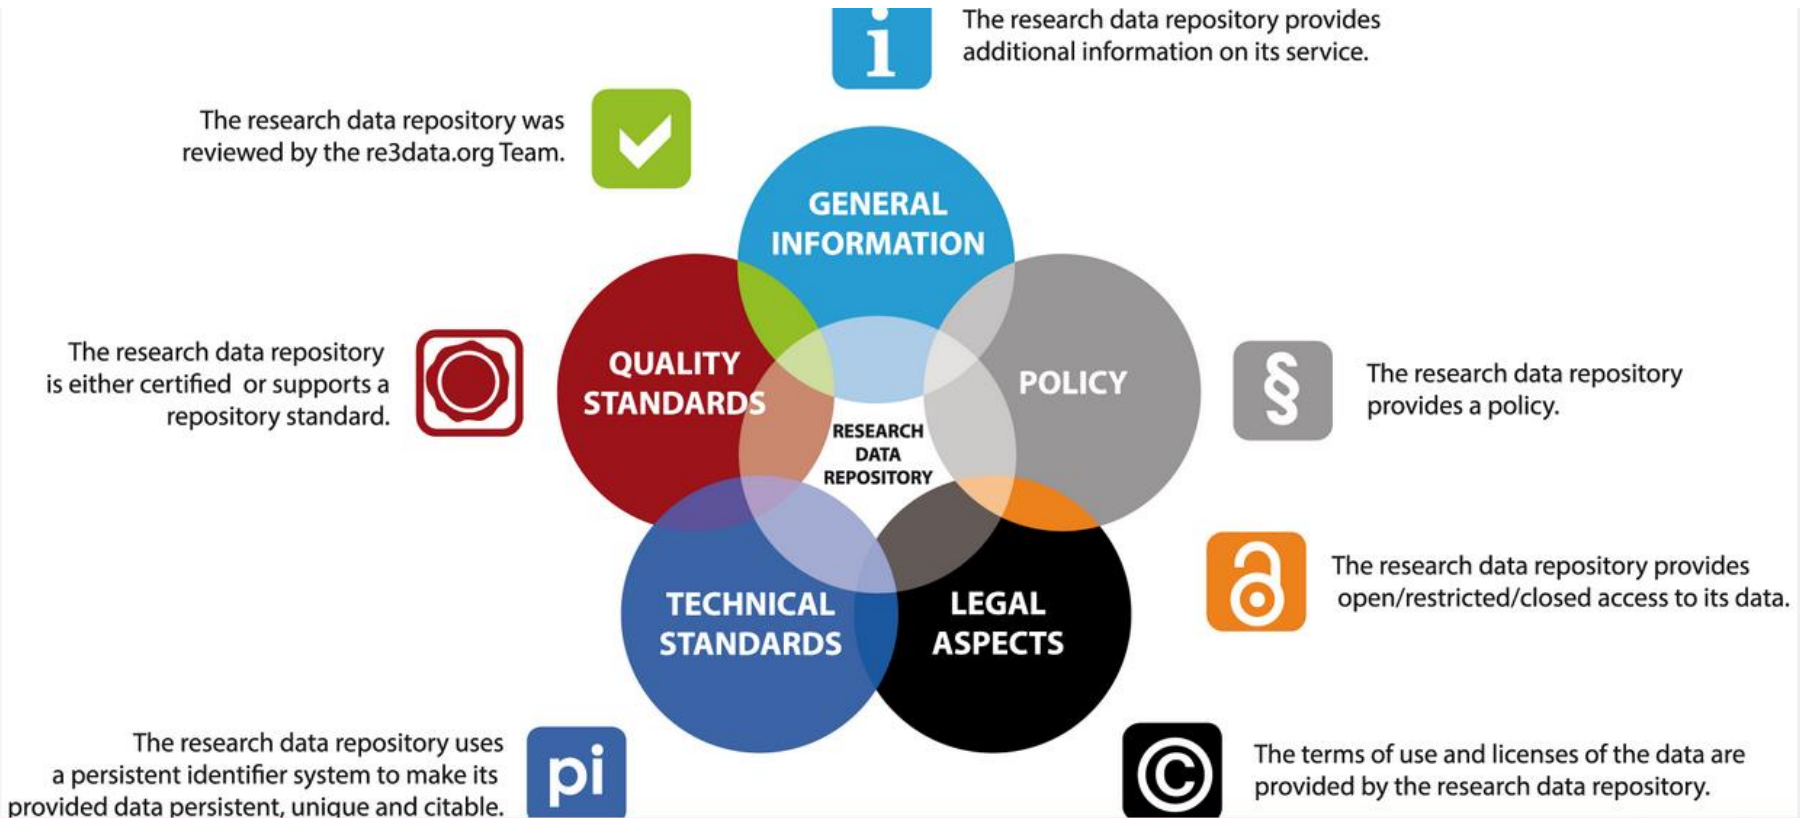 The research data repository provides
additional information on its service.
i
The research data repository was
reviewed by the re3data.org Team.
GENERAL
INFORMATION
The research data repository
is either certified or supports a
repository standard.
QUALITY
STANDARDS
POLICY
§
The research data repository
provides a policy.
RESEARCH
DATA
REPOSITORY
The research data repository provides
open/restricted/closed access to its data.
TECHNICAL
STANDARDS
LEGAL
ASPECTS
The research data repository uses
a persistent identifier system to make its
provided data persistent, unique and citable.
pi
©
The terms of use and licenses of the data are
provided by the research data repository.